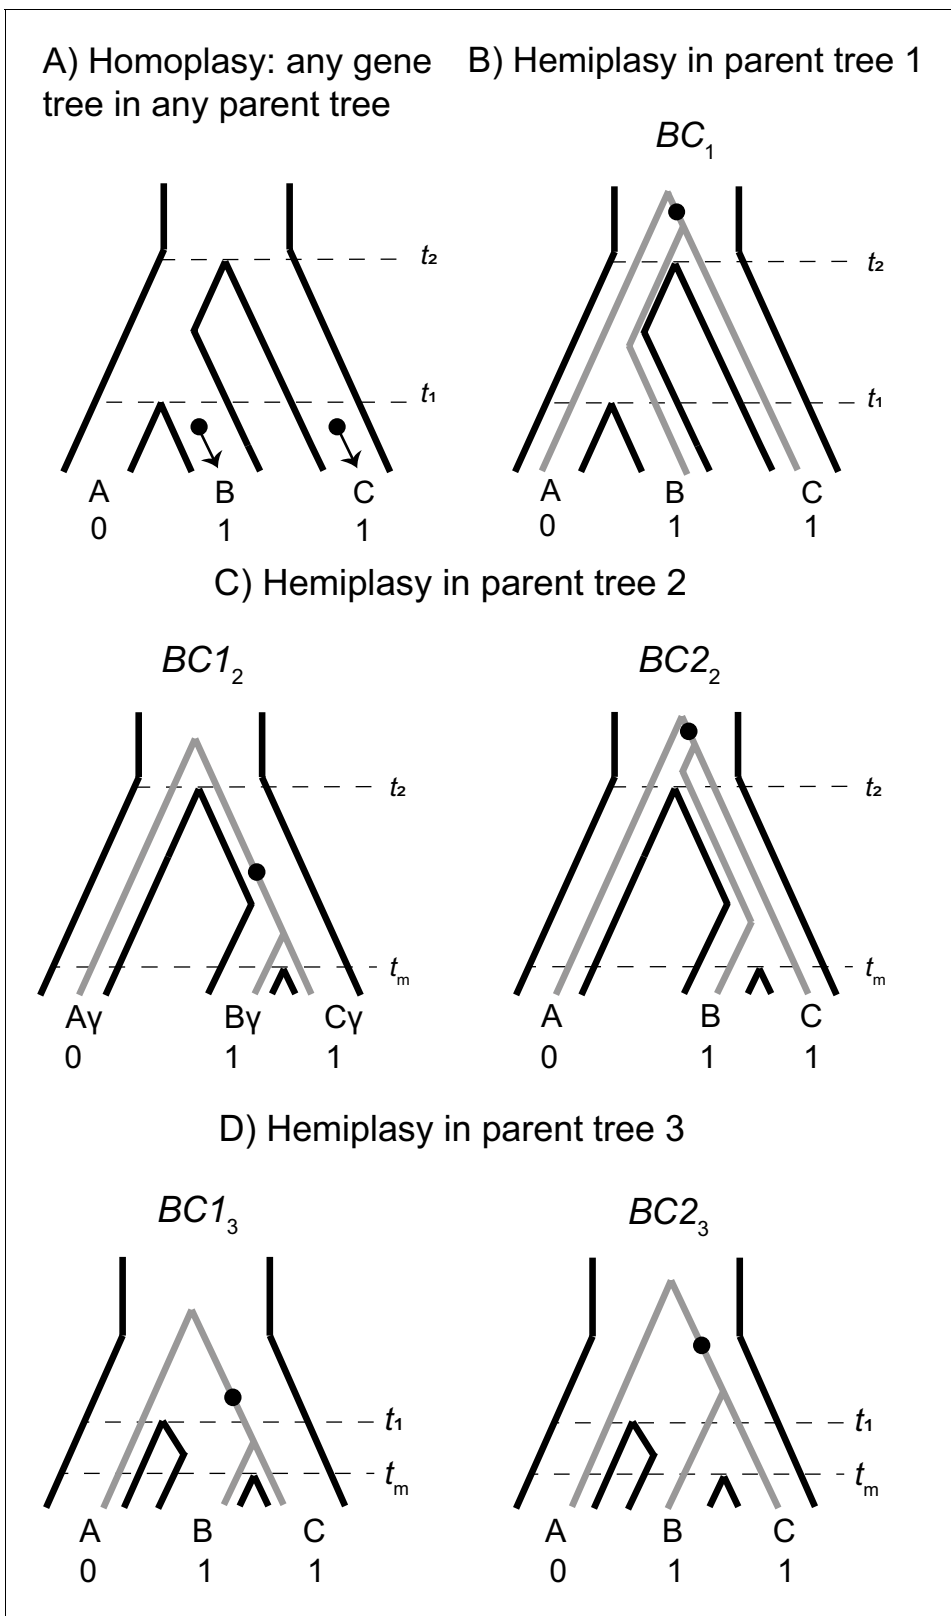 A) Homoplasy: any gene
tree in any parent tree
B) Hemiplasy in parent tree 1
BC₁
t₂
t₂
t₁
t₁
A B C
0 1 1
A B C
0 1 1
C) Hemiplasy in parent tree 2
BC1₂
BC2₂
t₂
t₂
tₘ
tₘ
Aγ Bγ Cγ
0 1 1
A B C
0 1 1
D) Hemiplasy in parent tree 3
BC1₃
BC2₃
t₁
t₁
tₘ
tₘ
A B C
0 1 1
A B C
0 1 1